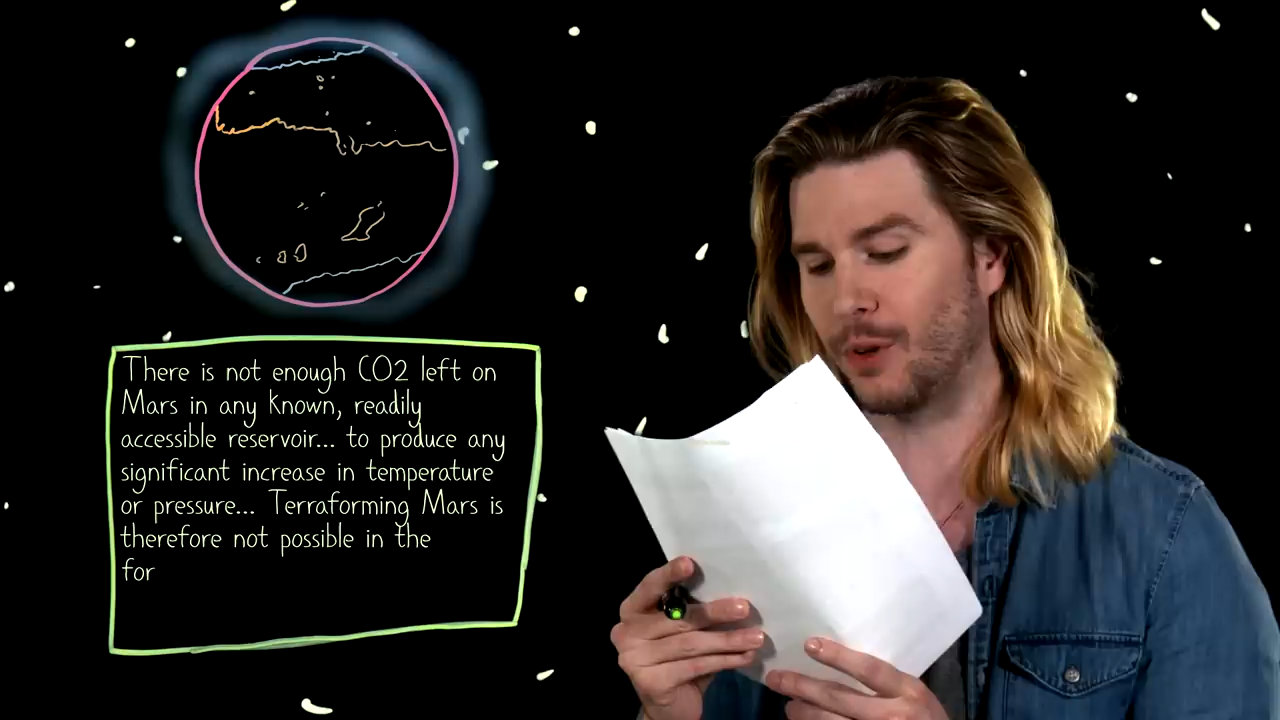 There is not enough CO2 left on
Mars in any known, readily
accessible reservoir... to produce any
significant increase in temperature
or pressure... Terraforming Mars is
therefore not possible in the
for